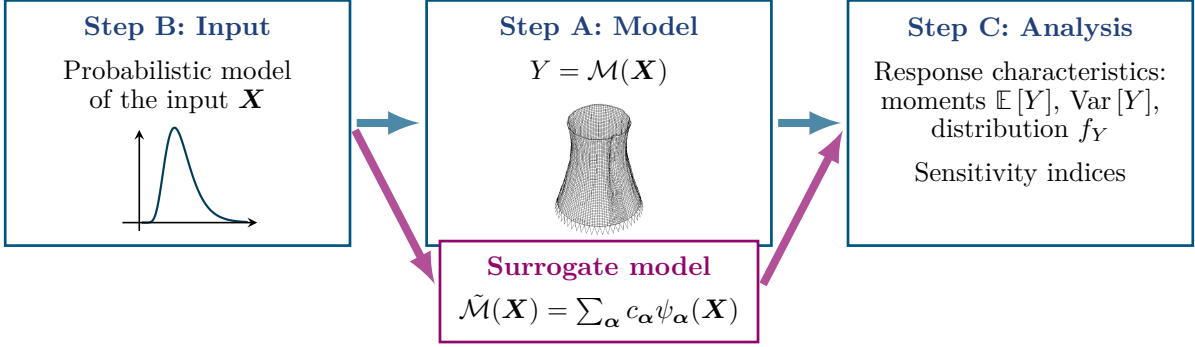 Step B: Input
Probabilistic model
of the input X
Step A: Model
Y = ℳ(X)
Step C: Analysis
Response characteristics:
moments 𝔼 [Y], Var [Y],
distribution f_Y
Sensitivity indices
Surrogate model
ℳ̃(X) = ∑_α c_α ψ_α(X)